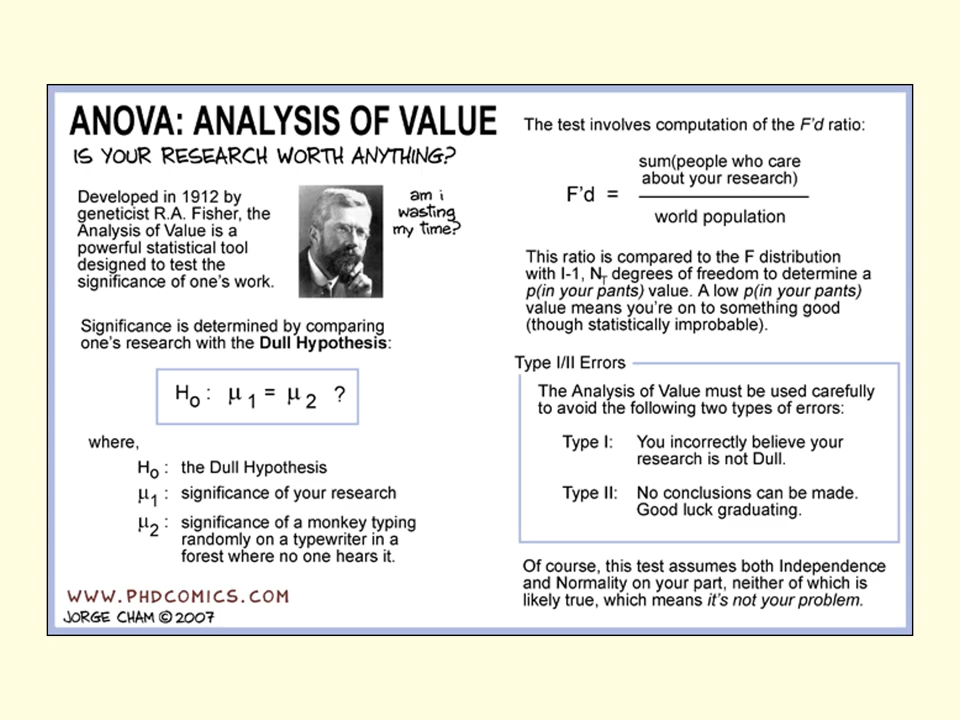 ANOVA: ANALYSIS OF VALUE
IS YOUR RESEARCH WORTH ANYTHING?
Developed in 1912 by
geneticist R.A. Fisher, the
Analysis of Value is a
powerful statistical tool
designed to test the
significance of one's work.
am i
wasting
my time?
Significance is determined by comparing
one's research with the Dull Hypothesis:
H₀ : μ₁ = μ₂ ?
where,
H₀ : the Dull Hypothesis
μ₁ : significance of your research
μ₂ : significance of a monkey typing
randomly on a typewriter in a
forest where no one hears it.
WWW.PHDCOMICS.COM
JORGE CHAM © 2007
The test involves computation of the F'd ratio:
sum(people who care
about your research)
F'd =
world population
This ratio is compared to the F distribution
with I-1, N_T degrees of freedom to determine a
p(in your pants) value. A low p(in your pants)
value means you're on to something good
(though statistically improbable).
Type I/II Errors
The Analysis of Value must be used carefully
to avoid the following two types of errors:
Type I: You incorrectly believe your
research is not Dull.
Type II: No conclusions can be made.
Good luck graduating.
Of course, this test assumes both Independence
and Normality on your part, neither of which is
likely true, which means it's not your problem.